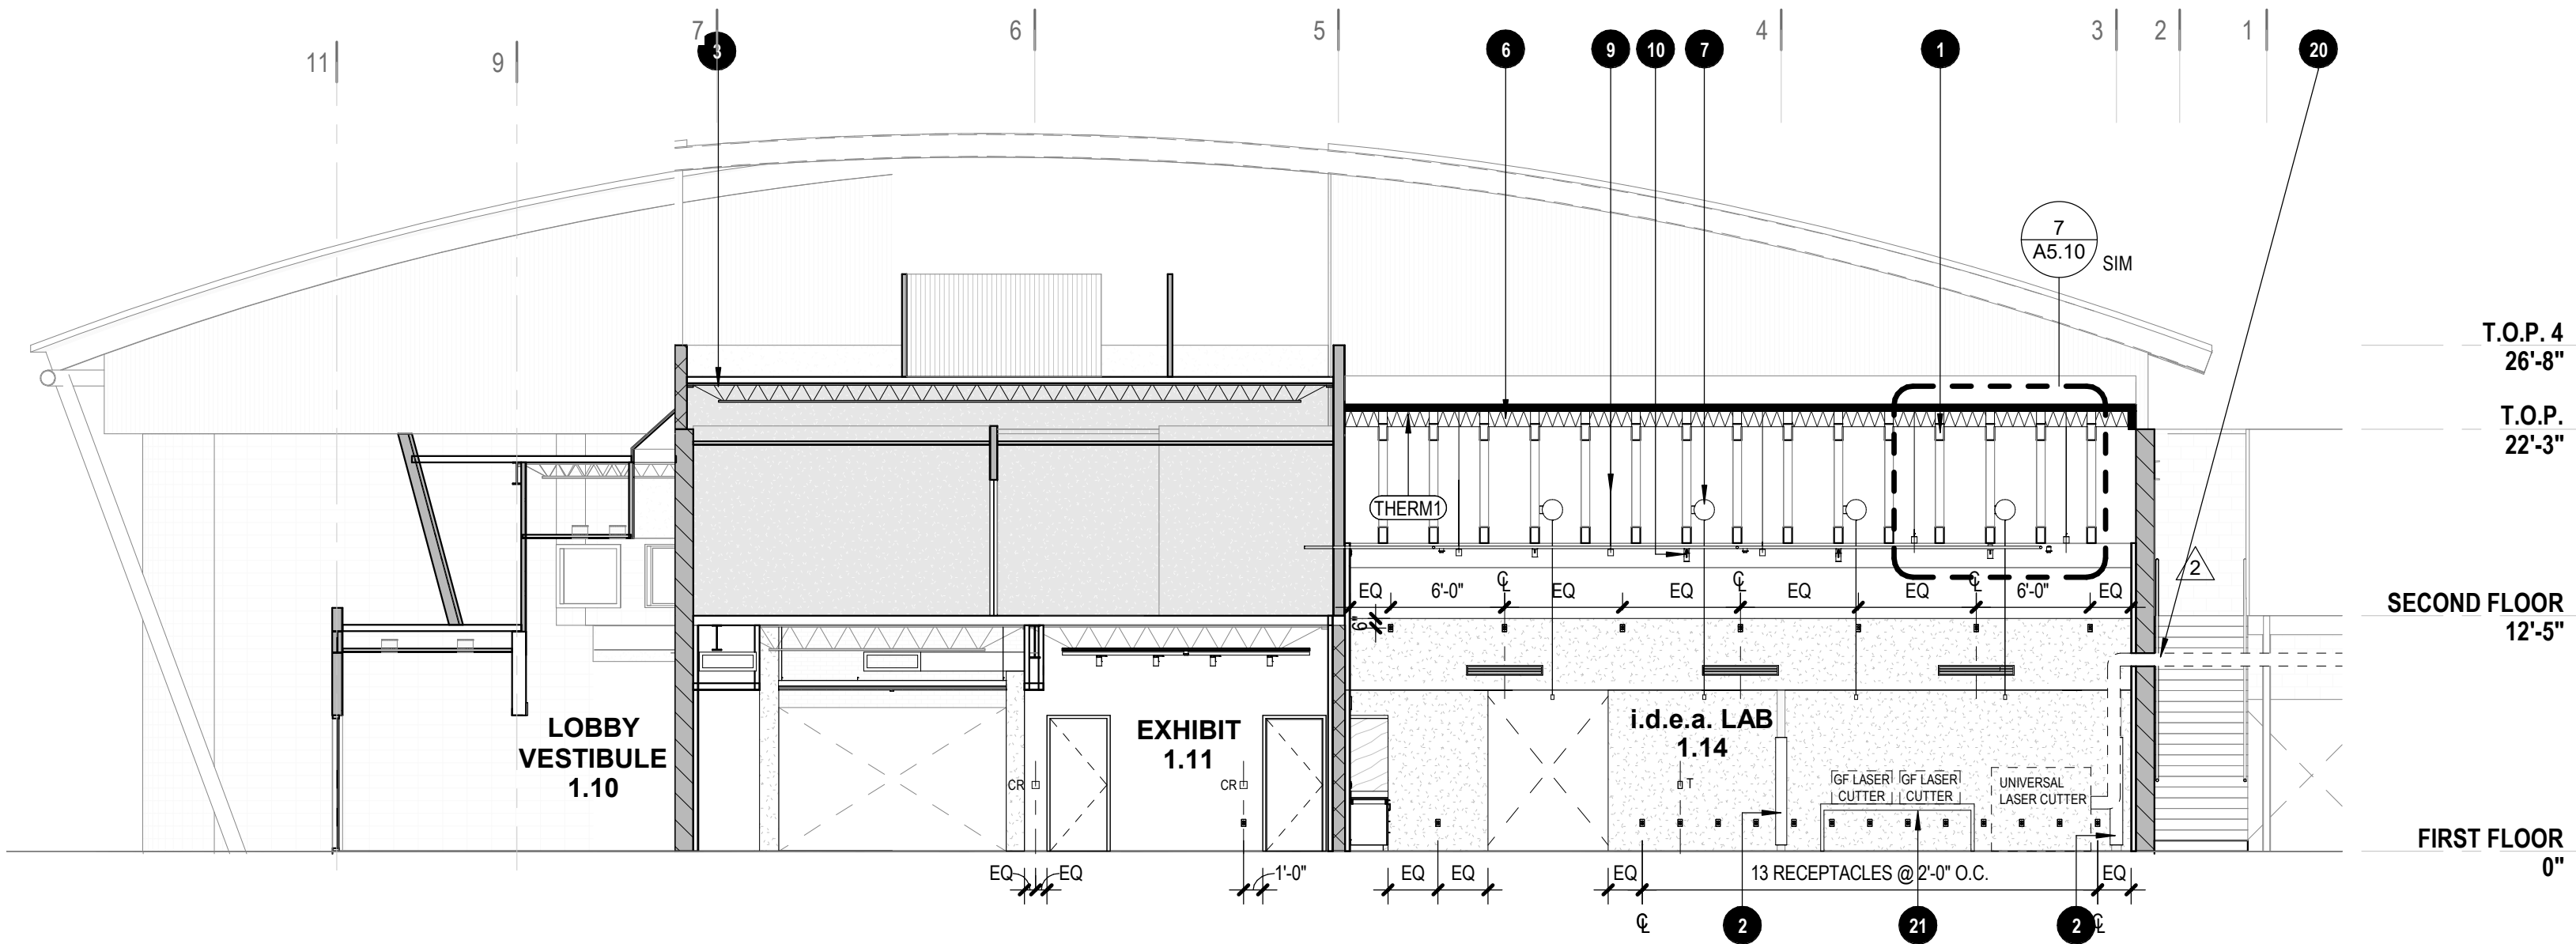 11
9
7
6
5
4
3
2
1
3
6
9
10
7
1
20
7
A5.10
SIM
T.O.P. 4
26'-8"
T.O.P.
22'-3"
SECOND FLOOR
12'-5"
FIRST FLOOR
0"
THERM1
2
EQ
6'-0"
℄
EQ
EQ
℄
EQ
EQ
℄
6'-0"
EQ
6"
LOBBY
VESTIBULE
1.10
EXHIBIT
1.11
i.d.e.a. LAB
1.14
CR
CR
T
GF LASER
CUTTER
GF LASER
CUTTER
UNIVERSAL
LASER CUTTER
EQ
EQ
1'-0"
EQ
EQ
EQ
13 RECEPTACLES @ 2'-0" O.C.
EQ
℄
2
21
2
℄